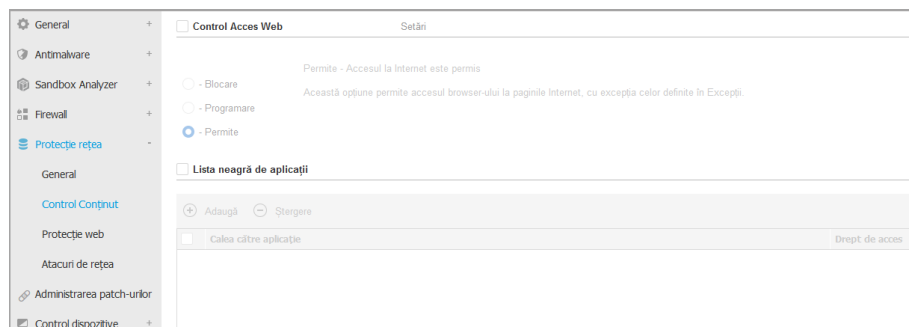 General
Antimalware
Sandbox Analyzer
Firewall
Protecție rețea
General
Control Conținut
Protecție web
Atacuri de rețea
Administrarea patch-urilor
Control dispozitive
Control Acces Web Setări
Permite - Accesul la Internet este permis
Această opțiune permite accesul browser-ului la paginile Internet, cu excepția celor definite în Excepții.
- Blocare
- Programare
- Permite
Lista neagră de aplicații
Adaugă Ștergere
Calea către aplicație Drept de acces